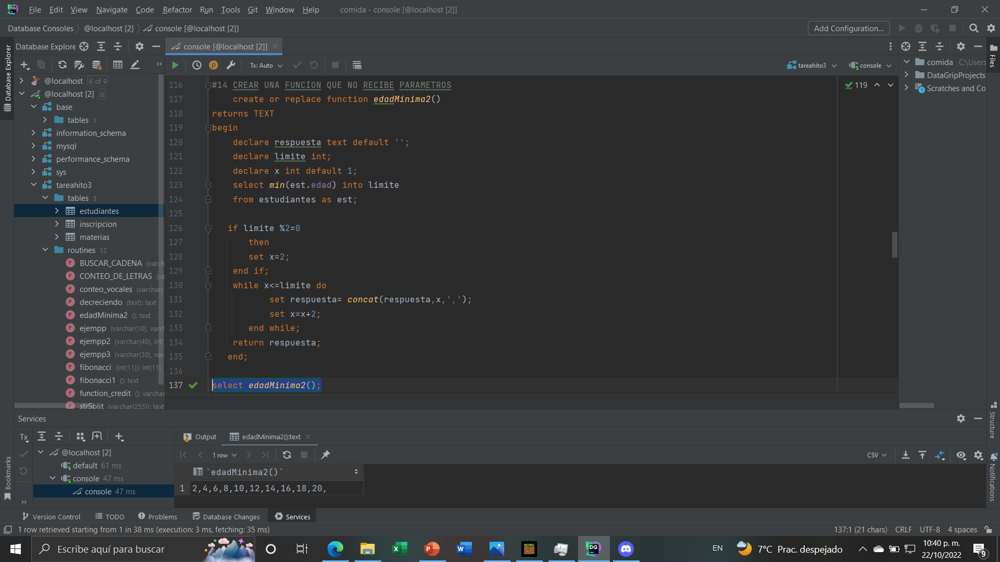 File Edit View Navigate Code Refactor Run Tools Git Window Help comida - console [@localhost [2]]
Database Consoles @localhost [2] console [@localhost [2]] Add Configuration...
Database Explore console [@localhost [2]]
Tx: Auto tareahito3 console
Database Explorer
@localhost 6 of 9
@localhost [2] 6
base
tables 1
information_schema
mysql
performance_schema
sys
tareahito3
tables 3
estudiantes
inscripcion
materias
routines 12
BUSCAR_CADENA (varch
CONTEO_DE_LETRAS (va
conteo_vocales (varchar(
decreciendo (text): text
edadMinima2 (): text
ejempp (varchar(10), varch
ejempp2 (varchar(40), int(
ejempp3 (varchar(30), var
fibonacci (int(11)): int(11)
fibonacci1 (): text
function_credit (): varchar
strSplit (varchar(255)): text
116 #14 CREAR UNA FUNCION QUE NO RECIBE PARAMETROS
117 create or replace function edadMinima2()
118 returns TEXT
119 begin
120 declare respuesta text default '';
121 declare limite int;
122 declare x int default 1;
123 select min(est.edad) into limite
124 from estudiantes as est;
125
126 if limite %2=0
127 then
128 set x=2;
129 end if;
130 while x<=limite do
131 set respuesta= concat(respuesta,x,',');
132 set x=x+2;
133 end while;
134 return respuesta;
135 end;
136
137 select edadMinima2();
119
comida C:\Users
DataGripProjects
Scratches and Co
Files
Structure
Notifications
Bookmarks
Services
Tx
@localhost [2]
default 61 ms
console 47 ms
console 47 ms
Output edadMinima2():text
1 row CSV
`edadMinima2()`
1 2,4,6,8,10,12,14,16,18,20,
Version Control TODO Problems Database Changes Services
1 row retrieved starting from 1 in 38 ms (execution: 3 ms, fetching: 35 ms) 137:1 (21 chars) CRLF UTF-8 4 spaces
Escribe aquí para buscar EN 7°C Prac. despejado 10:40 p. m.
22/10/2022
9